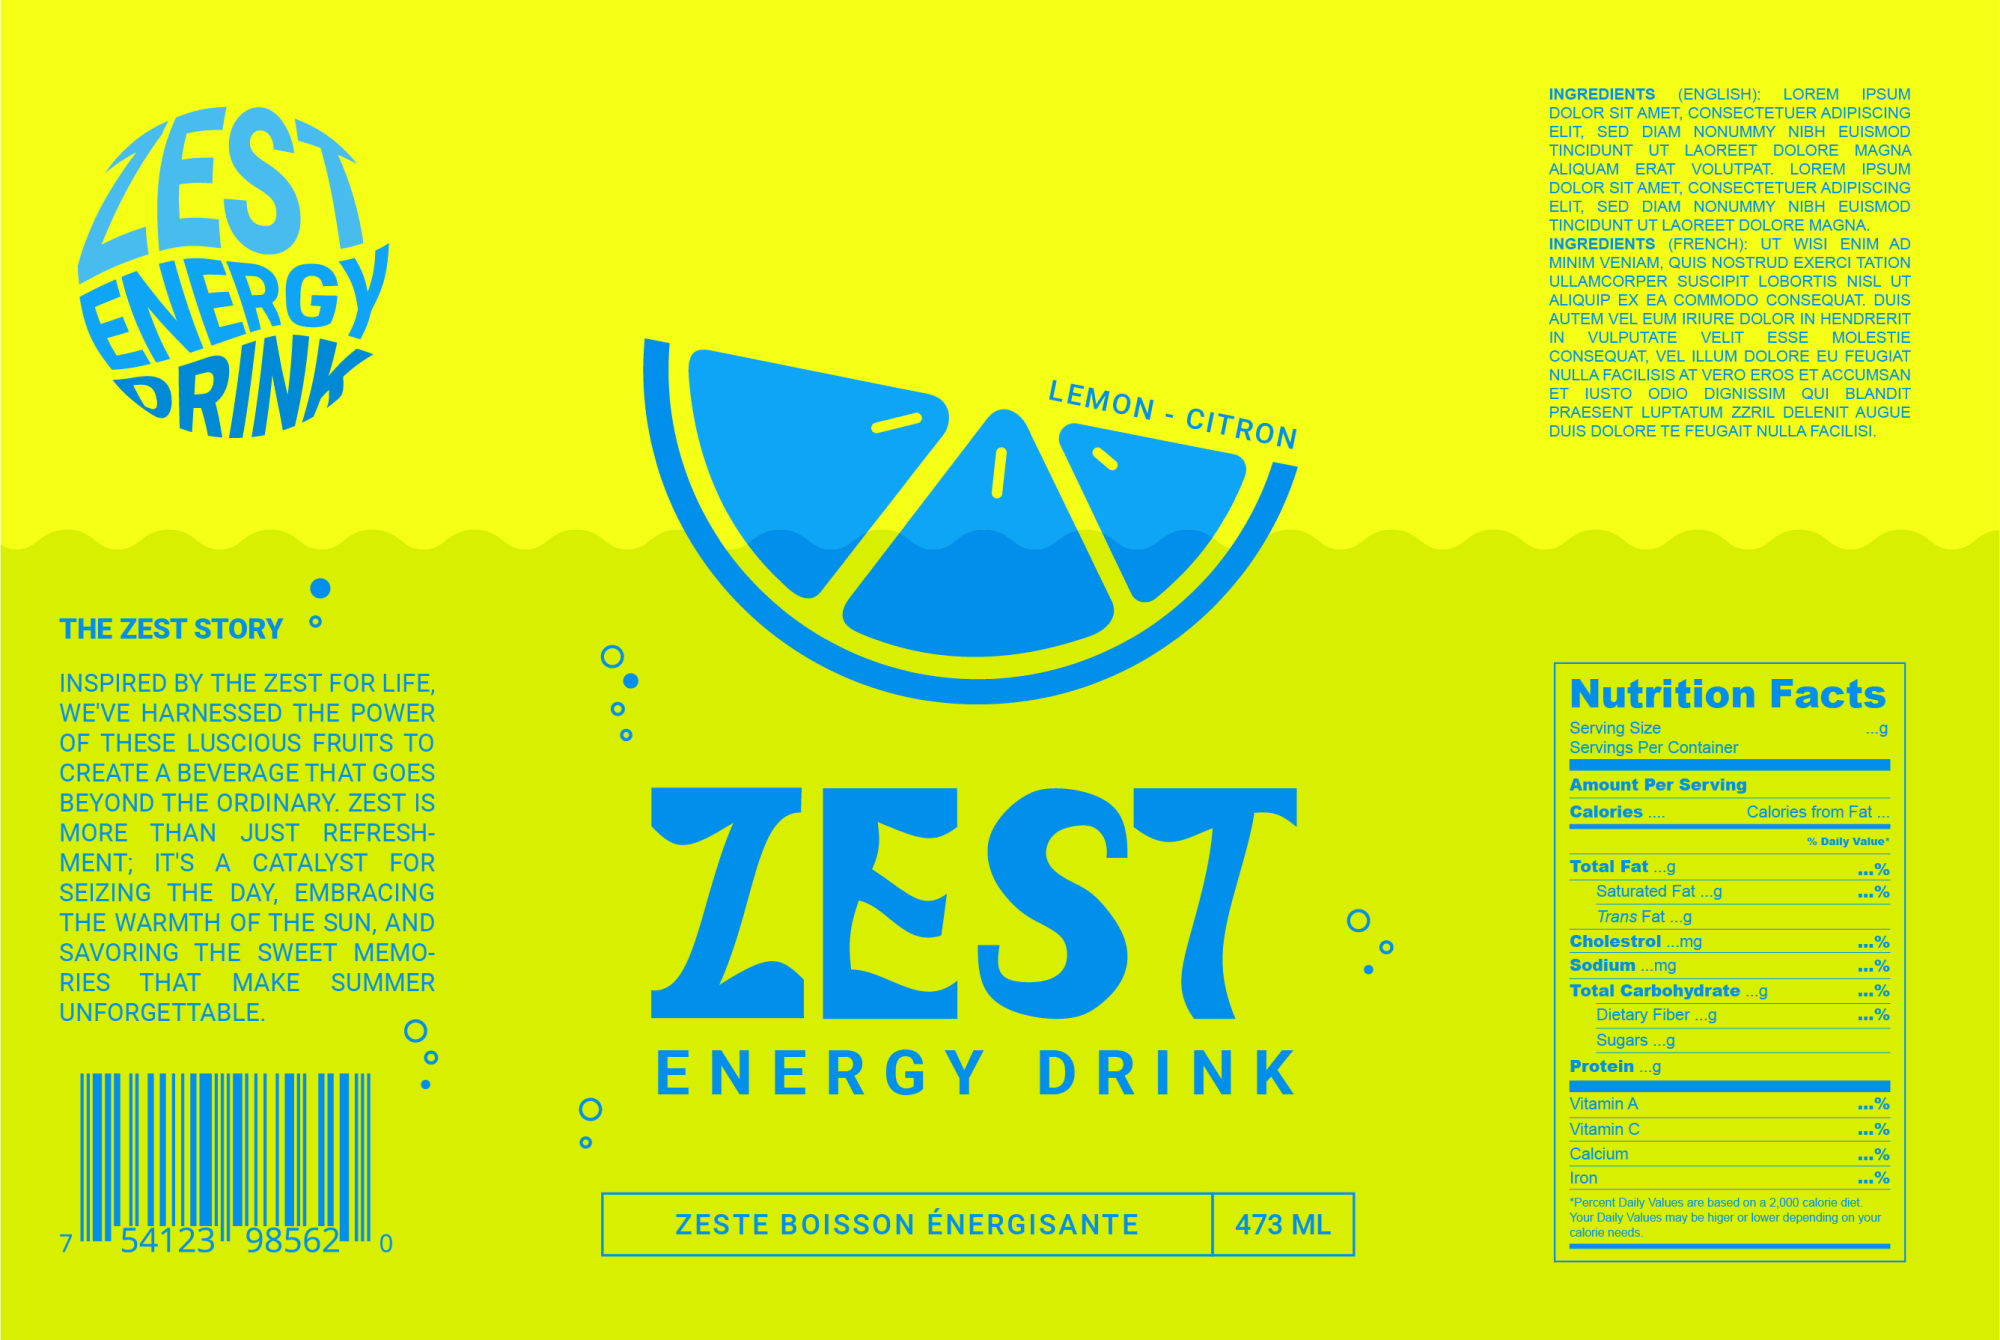 ZEST
ENERGY
DRINK
THE ZEST STORY
INSPIRED BY THE ZEST FOR LIFE,
WE'VE HARNESSED THE POWER
OF THESE LUSCIOUS FRUITS TO
CREATE A BEVERAGE THAT GOES
BEYOND THE ORDINARY. ZEST IS
MORE THAN JUST REFRESH-
MENT; IT'S A CATALYST FOR
SEIZING THE DAY, EMBRACING
THE WARMTH OF THE SUN, AND
SAVORING THE SWEET MEMO-
RIES THAT MAKE SUMMER
UNFORGETTABLE.
7 54123 98562 0
LEMON - CITRON
ZEST
ENERGY DRINK
ZESTE BOISSON ÉNERGISANTE 473 ML
INGREDIENTS (ENGLISH): LOREM IPSUM
DOLOR SIT AMET, CONSECTETUER ADIPISCING
ELIT, SED DIAM NONUMMY NIBH EUISMOD
TINCIDUNT UT LAOREET DOLORE MAGNA
ALIQUAM ERAT VOLUTPAT. LOREM IPSUM
DOLOR SIT AMET, CONSECTETUER ADIPISCING
ELIT, SED DIAM NONUMMY NIBH EUISMOD
TINCIDUNT UT LAOREET DOLORE MAGNA.
INGREDIENTS (FRENCH): UT WISI ENIM AD
MINIM VENIAM, QUIS NOSTRUD EXERCI TATION
ULLAMCORPER SUSCIPIT LOBORTIS NISL UT
ALIQUIP EX EA COMMODO CONSEQUAT. DUIS
AUTEM VEL EUM IRIURE DOLOR IN HENDRERIT
IN VULPUTATE VELIT ESSE MOLESTIE
CONSEQUAT, VEL ILLUM DOLORE EU FEUGIAT
NULLA FACILISIS AT VERO EROS ET ACCUMSAN
ET IUSTO ODIO DIGNISSIM QUI BLANDIT
PRAESENT LUPTATUM ZZRIL DELENIT AUGUE
DUIS DOLORE TE FEUGAIT NULLA FACILISI.
Nutrition Facts
Serving Size ...g
Servings Per Container
Amount Per Serving
Calories .... Calories from Fat ...
% Daily Value*
Total Fat ...g ...%
Saturated Fat ...g ...%
Trans Fat ...g
Cholestrol ...mg ...%
Sodium ...mg ...%
Total Carbohydrate ...g ...%
Dietary Fiber ...g ...%
Sugars ...g
Protein ...g
Vitamin A ...%
Vitamin C ...%
Calcium ...%
Iron ...%
*Percent Daily Values are based on a 2,000 calorie diet.
Your Daily Values may be higer or lower depending on your
calorie needs.